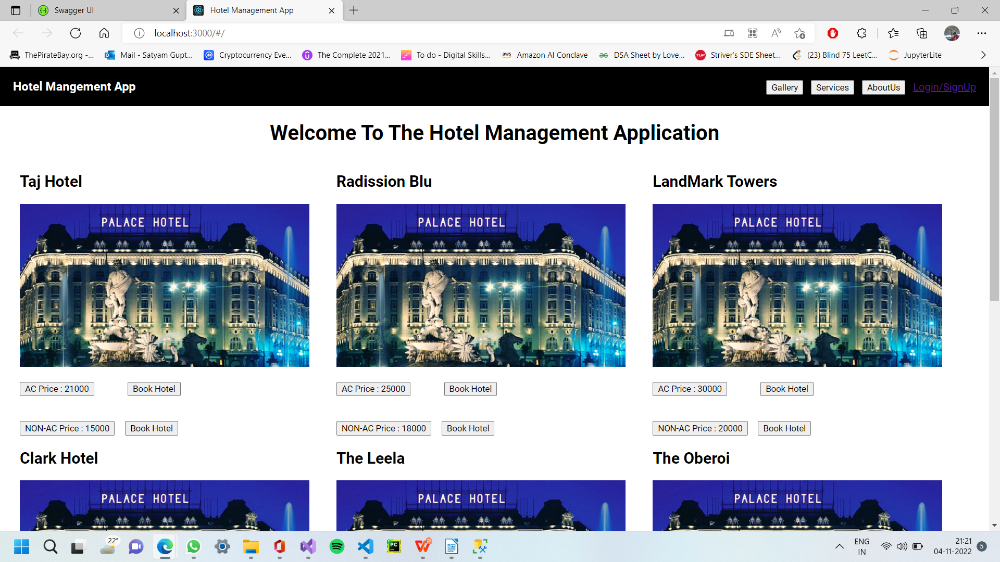 Swagger UI
Hotel Management App
localhost:3000/#/
ThePirateBay.org -...
Mail - Satyam Gupt...
Cryptocurrency Eve...
The Complete 2021...
To do - Digital Skills...
aws
Amazon AI Conclave
DSA Sheet by Love...
TUF
Striver's SDE Sheet...
(23) Blind 75 LeetC...
JupyterLite
Hotel Mangement App
Gallery
Services
AboutUs
Login/SignUp
Welcome To The Hotel Management Application
Taj Hotel
Radission Blu
LandMark Towers
PALACE HOTEL
PALACE HOTEL
PALACE HOTEL
AC Price : 21000
Book Hotel
AC Price : 25000
Book Hotel
AC Price : 30000
Book Hotel
NON-AC Price : 15000
Book Hotel
NON-AC Price : 18000
Book Hotel
NON-AC Price : 20000
Book Hotel
Clark Hotel
The Leela
The Oberoi
PALACE HOTEL
PALACE HOTEL
PALACE HOTEL
22°
PC
ENG
IN
21:21
04-11-2022
5